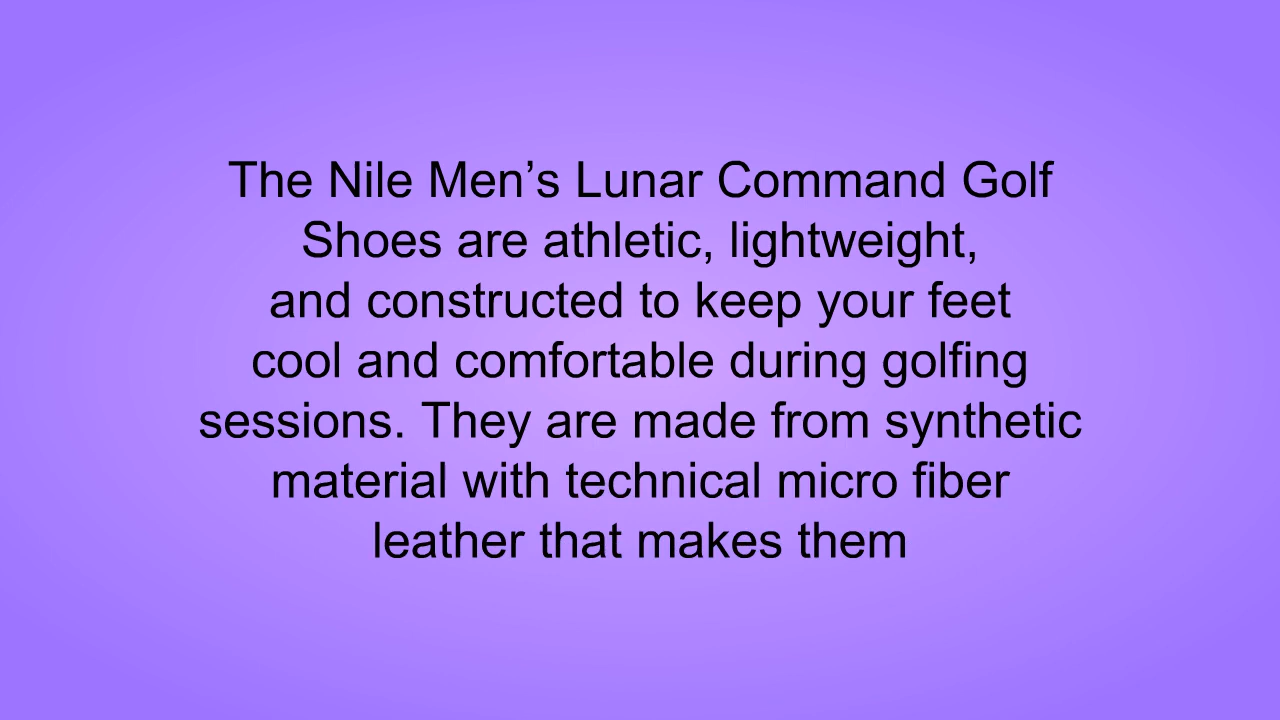 The Nile Men’s Lunar Command Golf
Shoes are athletic, lightweight,
and constructed to keep your feet
cool and comfortable during golfing
sessions. They are made from synthetic
material with technical micro fiber
leather that makes them